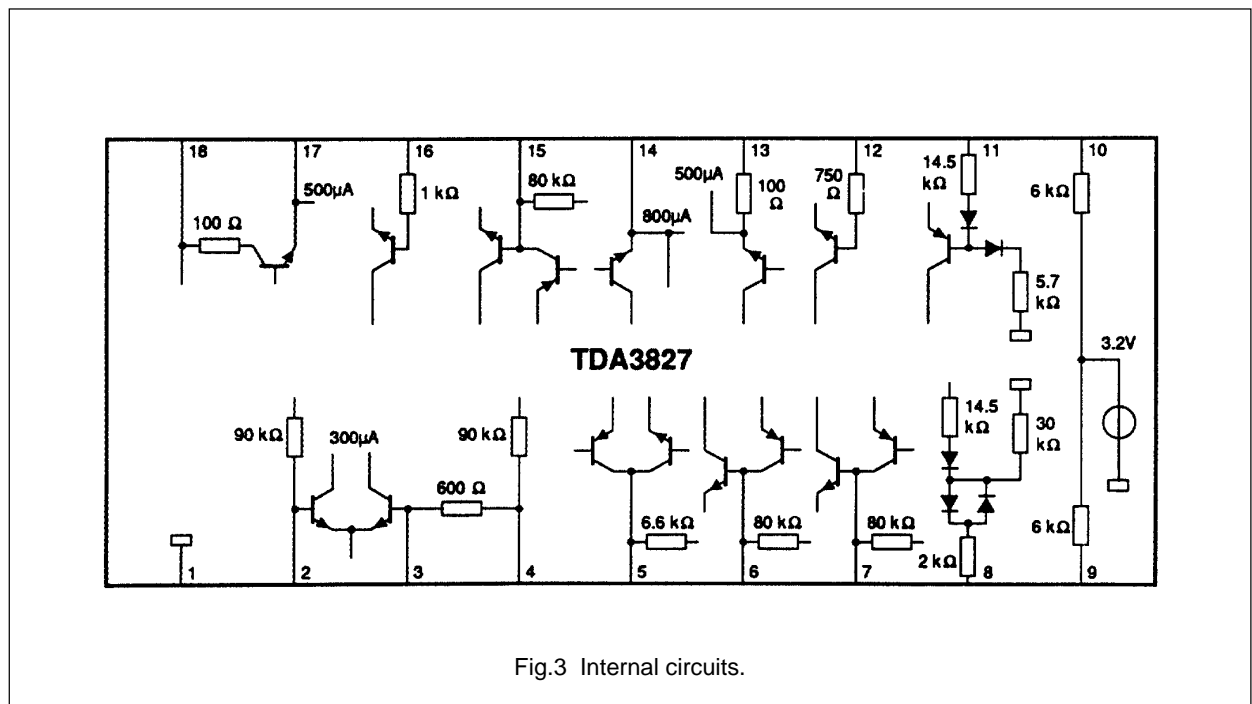 18 17 16 15 14 13 12 11 10
500µA
100 Ω
1 kΩ
80 kΩ
800µA
500µA
100
Ω
750
Ω
14.5
kΩ
6 kΩ
5.7
kΩ
3.2V
TDA3827
90 kΩ
300µA
600 Ω
90 kΩ
6.6 kΩ
80 kΩ
80 kΩ
14.5
kΩ
30
kΩ
2 kΩ
6 kΩ
1 2 3 4 5 6 7 8 9
Fig.3 Internal circuits.